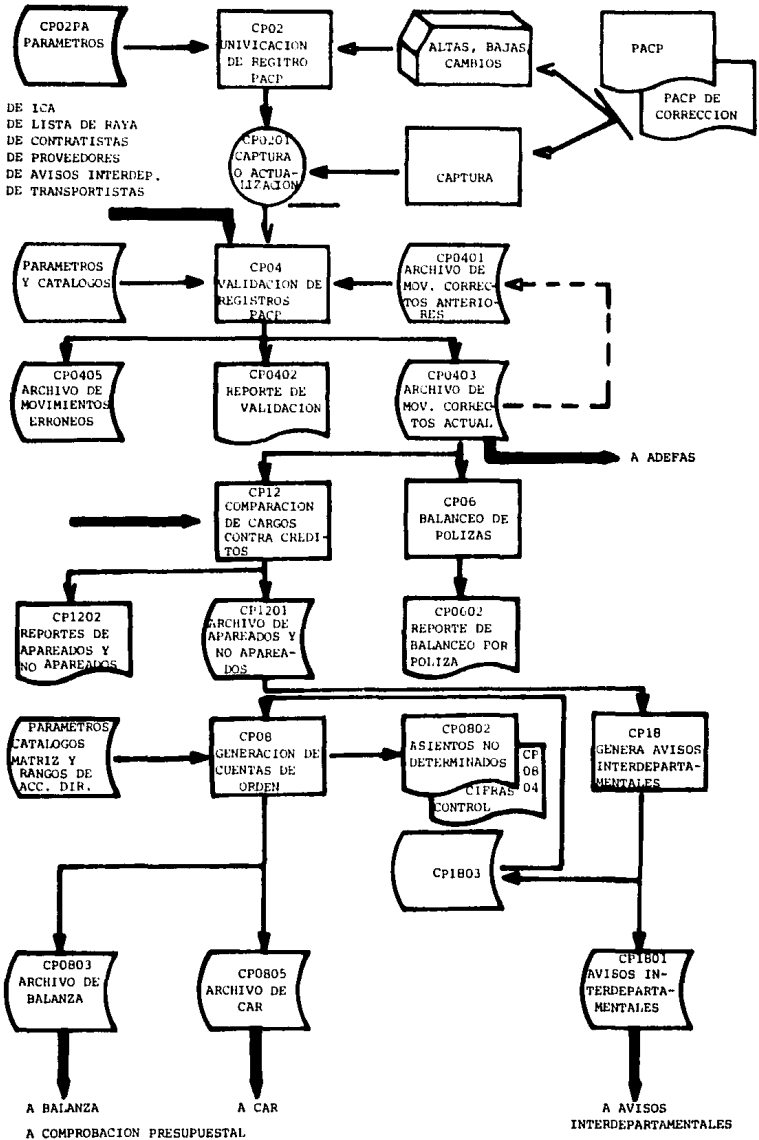 CP02PA
PARAMETROS
CP02
UNIVICACION
DE REGITRO
PACP
ALTAS, BAJAS
CAMBIOS
PACP
PACP DE
CORRECCION
DE ICA
DE LISTA DE RAYA
DE CONTRATISTAS
DE PROVEEDORES
DE AVISOS INTERDEP.
DE TRANSPORTISTAS
CP0201
CAPTURA
O ACTUA-
LIZACION
CAPTURA
PARAMETROS
Y CATALOGOS
CP04
VALIDACION DE
REGISTROS
PACP
CP0401
ARCHIVO DE
MOV. CORREC-
TOS ANTERIO-
RES
CP0405
ARCHIVO DE
MOVIMIENTOS
ERRONEOS
CP0402
REPORTE DE
VALIDACION
CP0403
ARCHIVO DE
MOV. CORREC-
TOS ACTUAL
A ADEFAS
CP12
COMPARACION
DE CARGOS
CONTRA CREDI-
TOS
CP06
BALANCEO DE
POLIZAS
CP1202
REPORTES DE
APAREADOS Y
NO APAREADOS
CP1201
ARCHIVO DE
APAREADOS Y
NO APAREA-
DOS
CP0602
REPORTE DE
BALANCEO POR
POLIZA
PARAMETROS
CATALOGOS
MATRIZ Y
RANGOS DE
ACC. DIR.
CP08
GENERACION DE
CUENTAS DE
ORDEN
CP0802
ASIENTOS NO
DETERMINADOS
CP
08
04
CIFRAS
CONTROL
CP18
GENERA AVISOS
INTERDEPARTA-
MENTALES
CP1803
CP0803
ARCHIVO DE
BALANZA
CP0805
ARCHIVO DE
CAR
CP1801
AVISOS IN-
TERDEPARTA-
MENTALES
A BALANZA
A COMPROBACION PRESUPUESTAL
A CAR
A AVISOS
INTERDEPARTAMENTALES